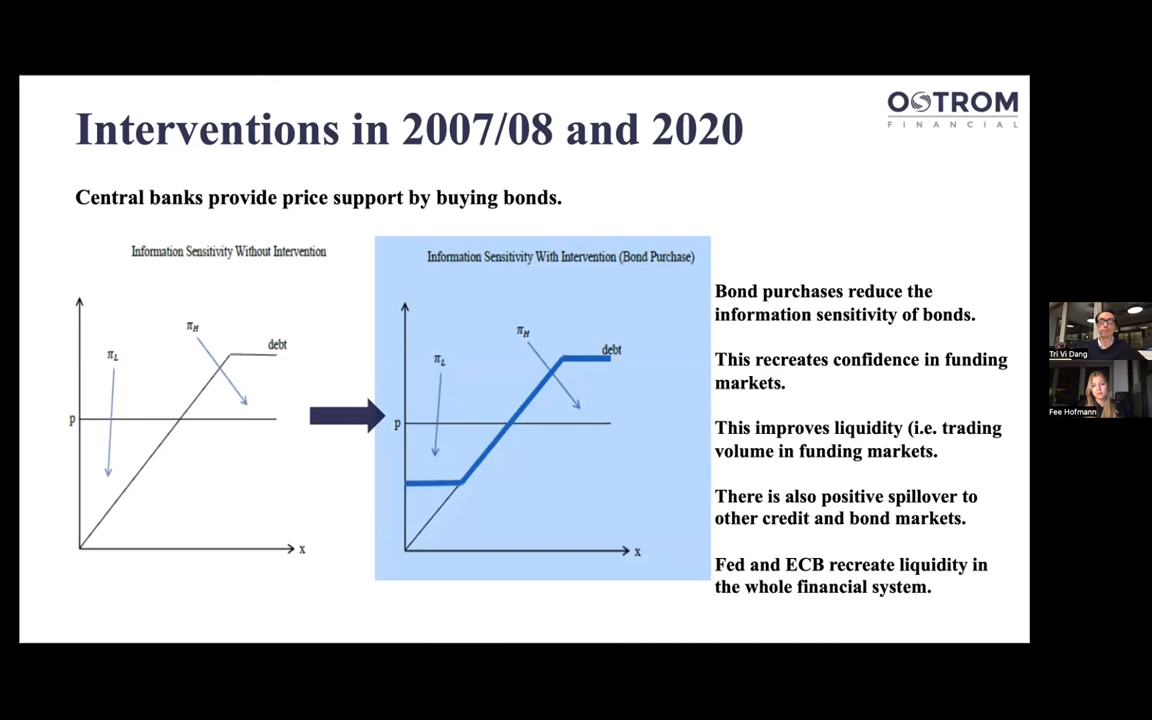 OSTROM
FINANCIAL
Interventions in 2007/08 and 2020
Central banks provide price support by buying bonds.
Information Sensitivity Without Intervention
π_H
π_L
debt
p
x
Information Sensitivity With Intervention (Bond Purchase)
π_H
π_L
debt
p
x
Bond purchases reduce the
information sensitivity of bonds.
This recreates confidence in funding
markets.
This improves liquidity (i.e. trading
volume in funding markets.
There is also positive spillover to
other credit and bond markets.
Fed and ECB recreate liquidity in
the whole financial system.
Tri Vi Dang
Fee Hofmann